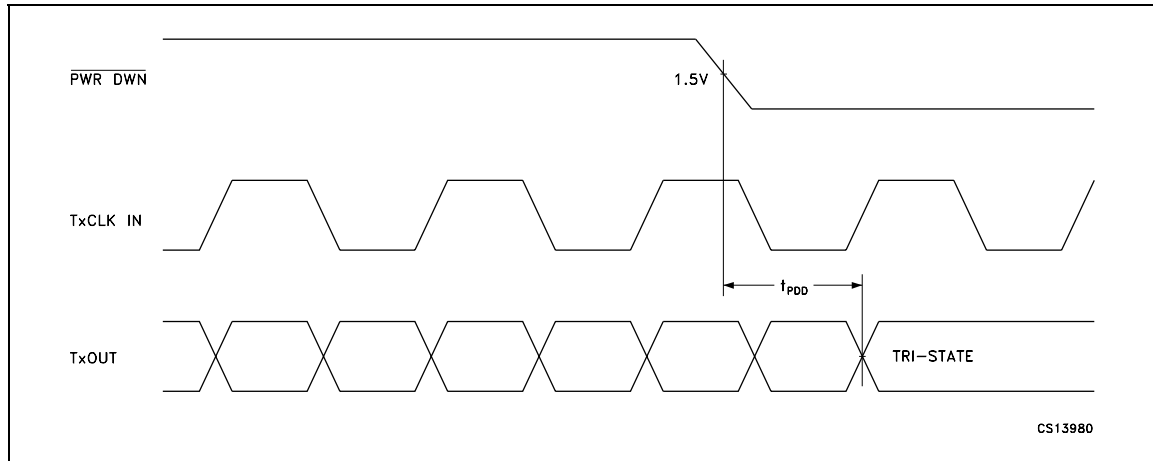 PWR DWN
1.5V
TxCLK IN
tPDD
TxOUT
TRI-STATE
CS13980